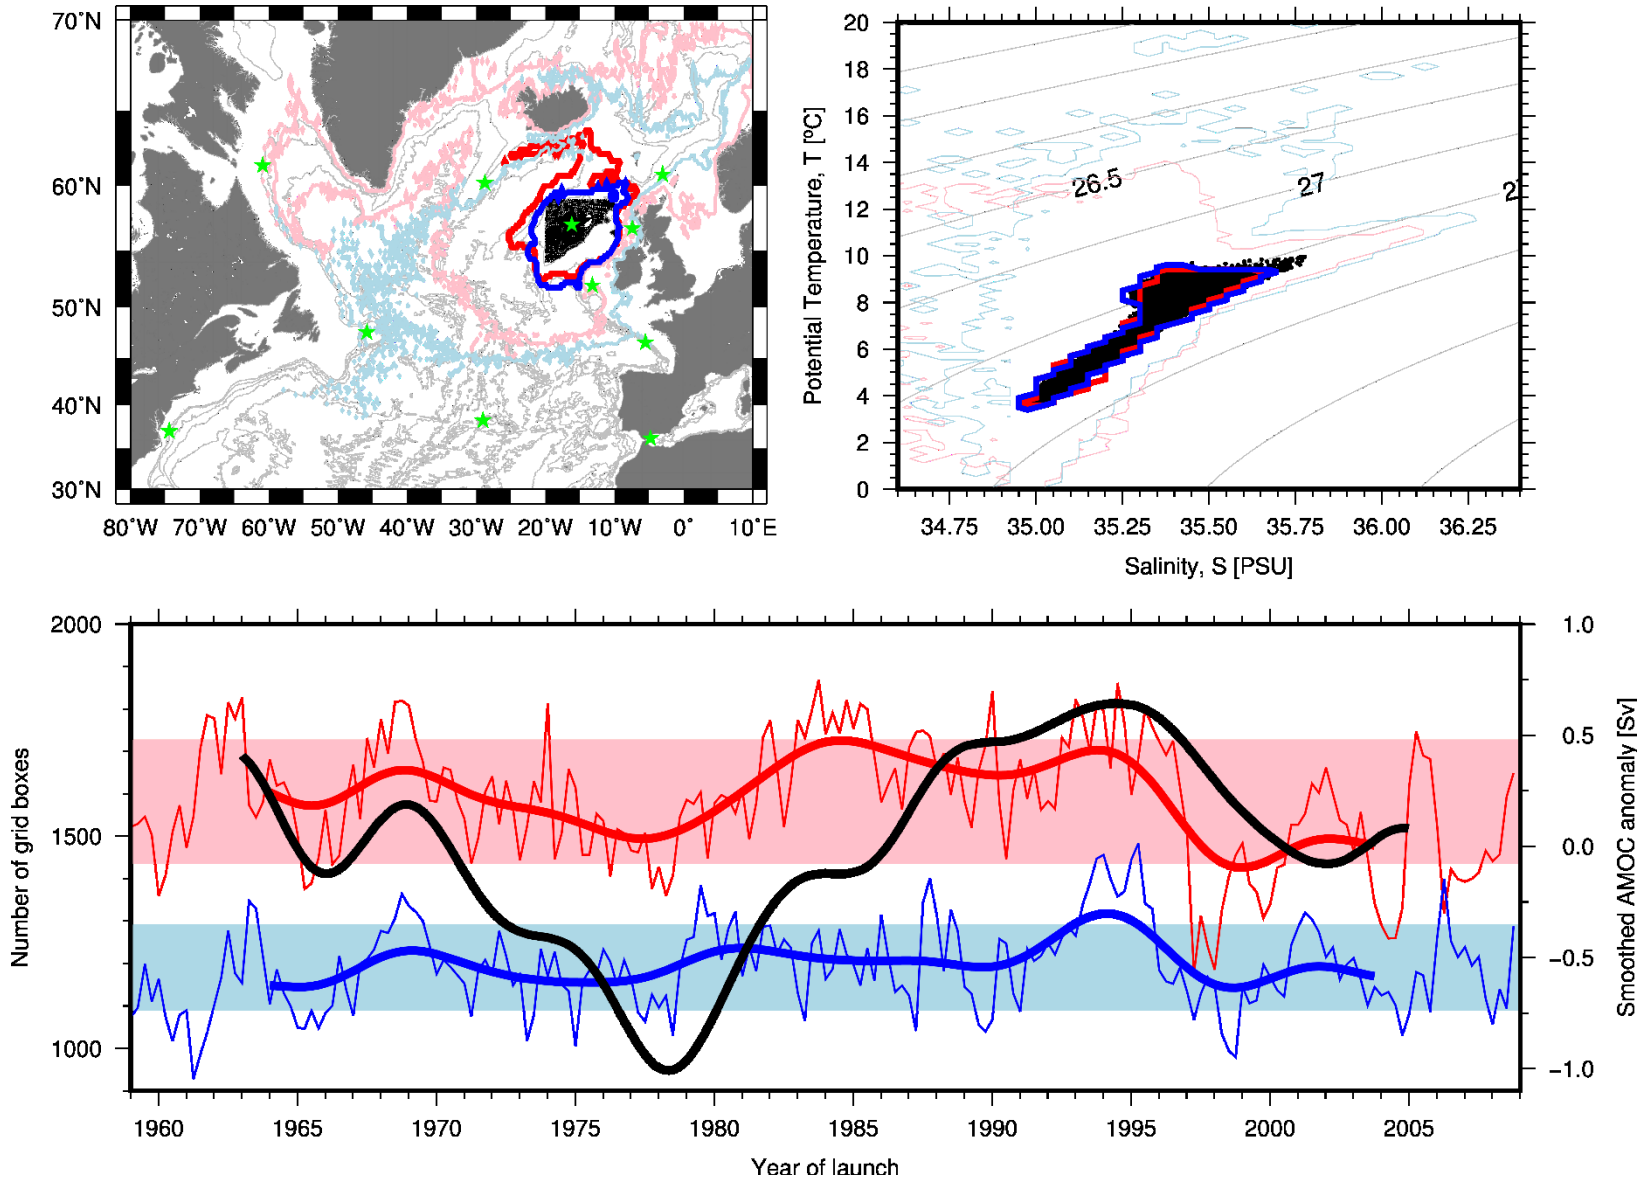 70°N
60°N
50°N
40°N
30°N
80°W 70°W 60°W 50°W 40°W 30°W 20°W 10°W 0° 10°E
20
18
16
14
12
10
8
6
4
2
0
Potential Temperature, T [°C]
26.5
27
34.75 35.00 35.25 35.50 35.75 36.00 36.25
Salinity, S [PSU]
2000
1500
1000
Number of grid boxes
1.0
0.5
0.0
−0.5
−1.0
Smoothed AMOC anomaly [Sv]
1960 1965 1970 1975 1980 1985 1990 1995 2000 2005
Year of launch